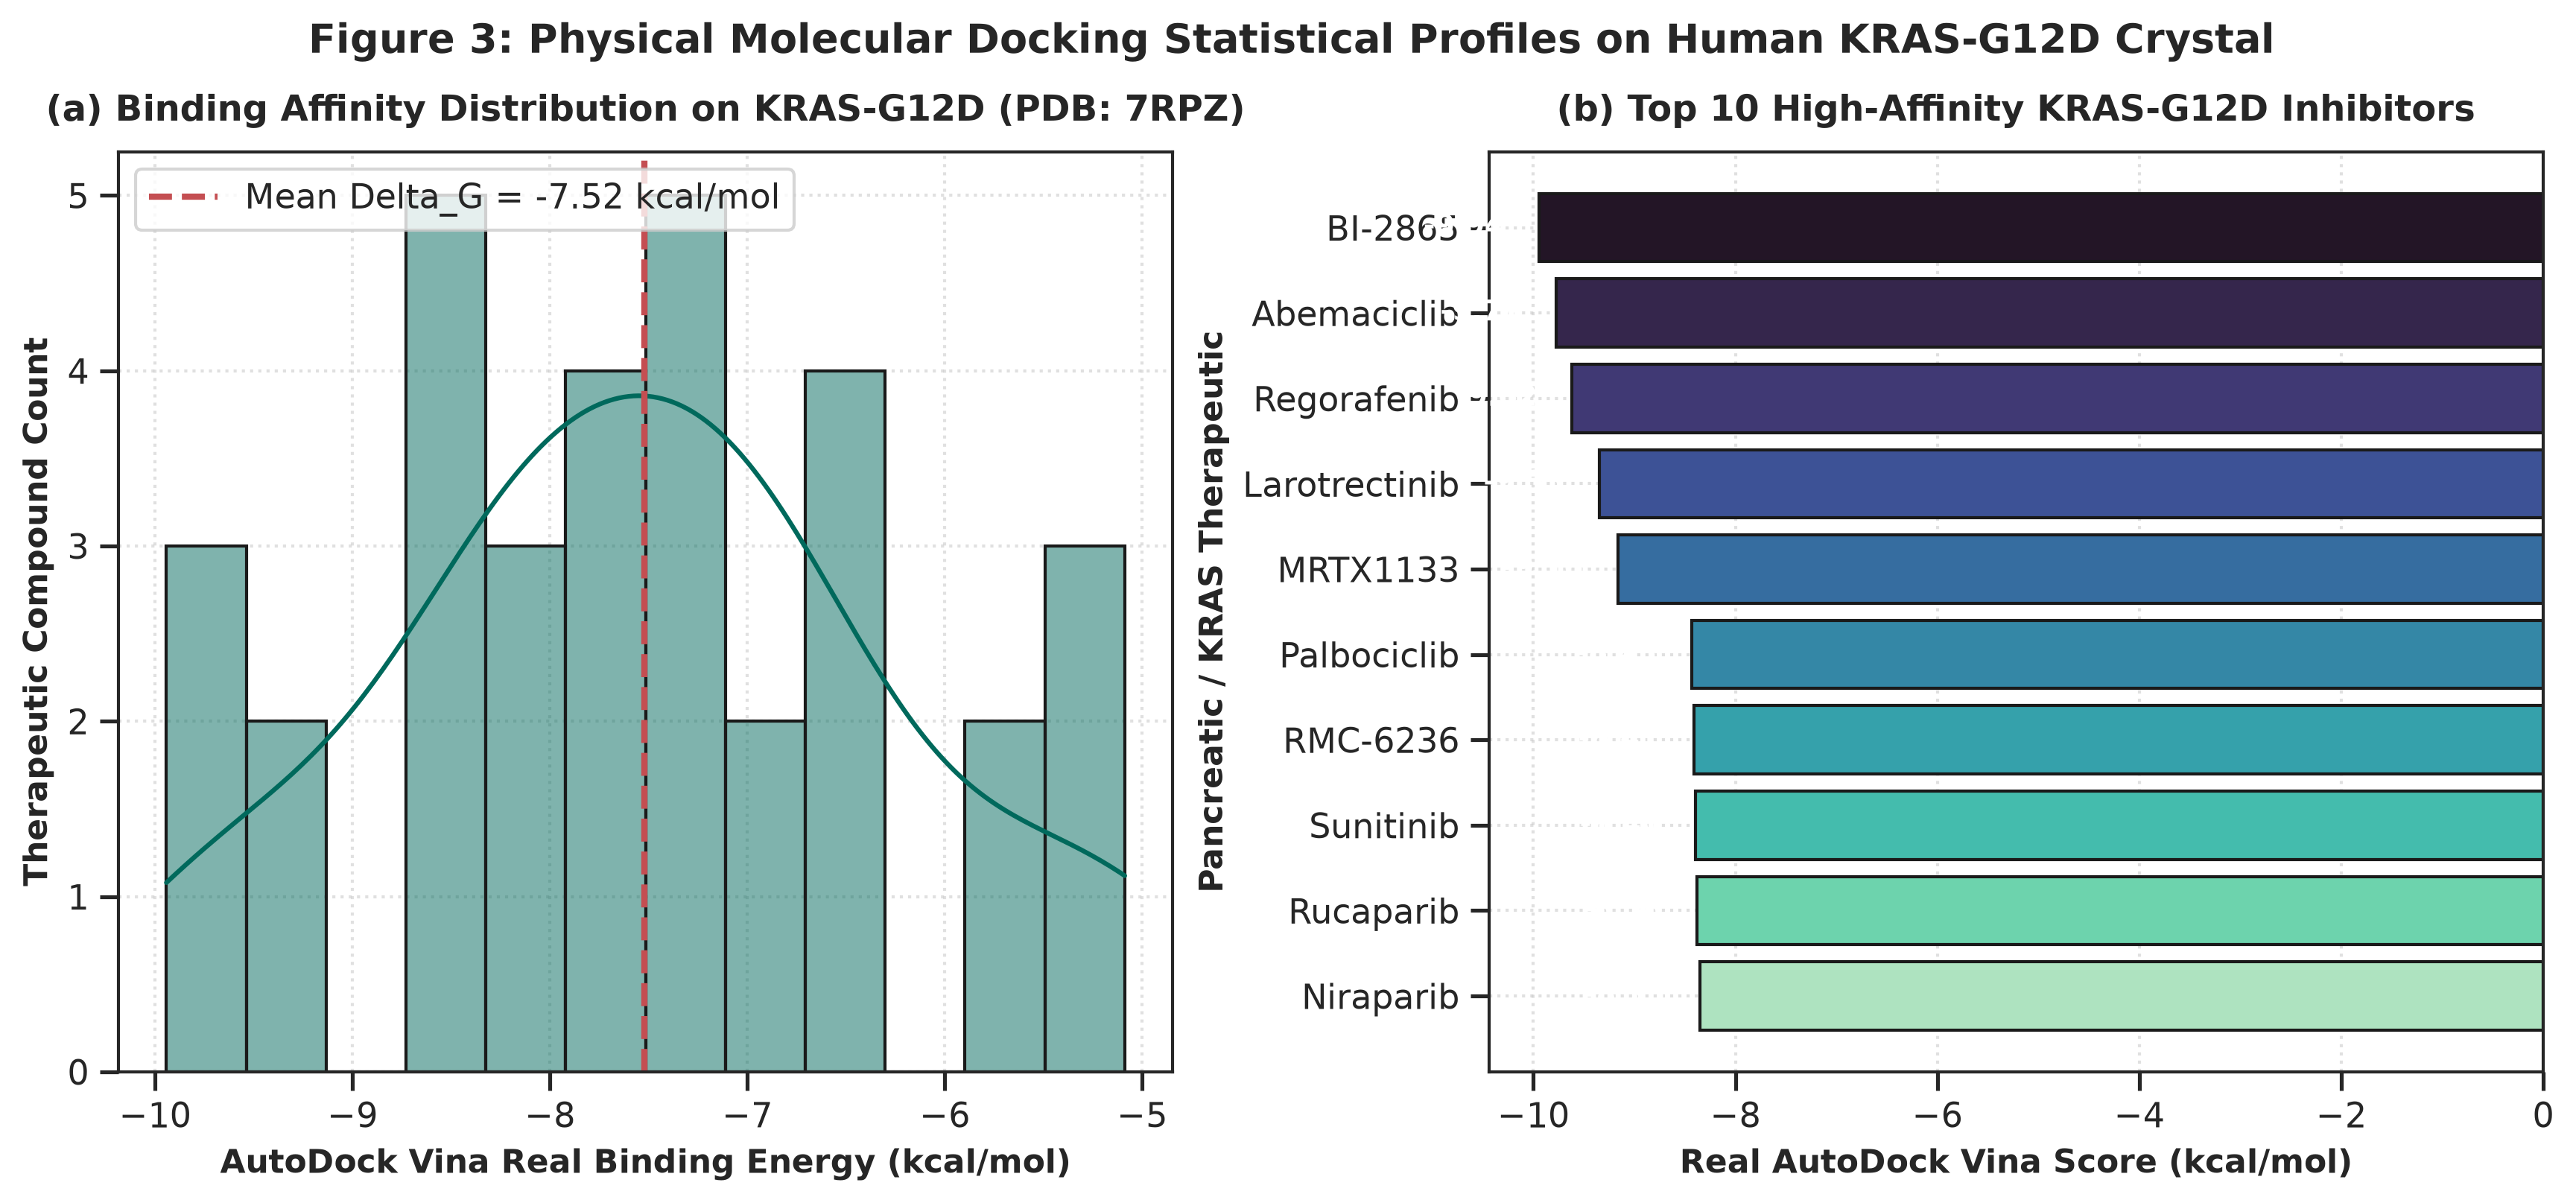 Figure 3: Physical Molecular Docking Statistical Profiles on Human KRAS-G12D Crystal
(a) Binding Affinity Distribution on KRAS-G12D (PDB: 7RPZ)
Mean Delta_G = -7.52 kcal/mol
Therapeutic Compound Count
5
4
3
2
1
0
−10 −9 −8 −7 −6 −5
AutoDock Vina Real Binding Energy (kcal/mol)
(b) Top 10 High-Affinity KRAS-G12D Inhibitors
Pancreatic / KRAS Therapeutic
BI-2865
Abemaciclib
Regorafenib
Larotrectinib
MRTX1133
Palbociclib
RMC-6236
Sunitinib
Rucaparib
Niraparib
−10 −8 −6 −4 −2 0
Real AutoDock Vina Score (kcal/mol)